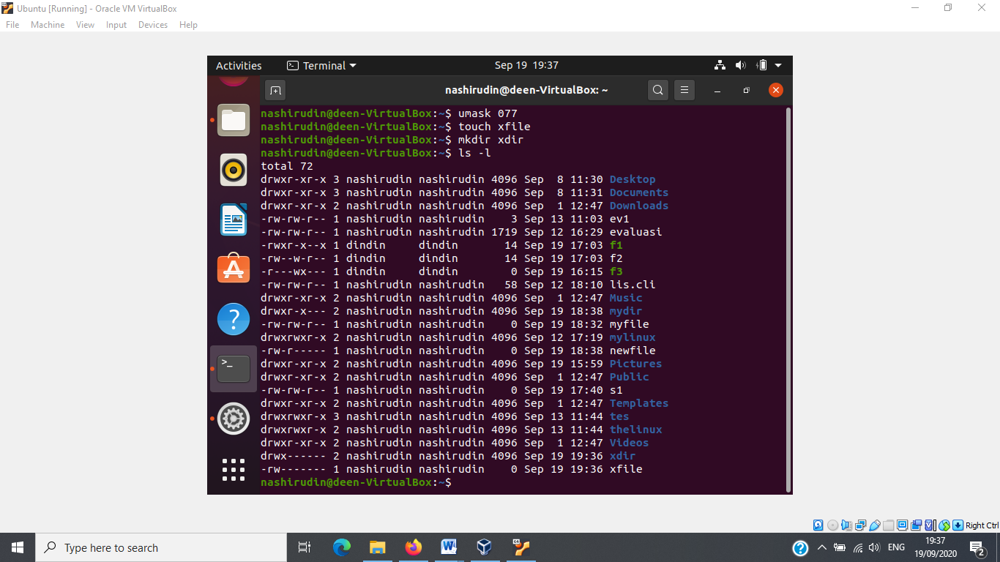 Ubuntu [Running] - Oracle VM VirtualBox
File Machine View Input Devices Help
Activities Terminal Sep 19 19:37
nashirudin@deen-VirtualBox: ~
nashirudin@deen-VirtualBox:~$ umask 077
nashirudin@deen-VirtualBox:~$ touch xfile
nashirudin@deen-VirtualBox:~$ mkdir xdir
nashirudin@deen-VirtualBox:~$ ls -l
total 72
drwxr-xr-x 3 nashirudin nashirudin 4096 Sep  8 11:30 Desktop
drwxr-xr-x 3 nashirudin nashirudin 4096 Sep  8 11:31 Documents
drwxr-xr-x 2 nashirudin nashirudin 4096 Sep  1 12:47 Downloads
-rw-rw-r-- 1 nashirudin nashirudin    3 Sep 13 11:03 ev1
-rw-rw-r-- 1 nashirudin nashirudin 1719 Sep 12 16:29 evaluasi
-rwxr-x--x 1 dindin     dindin       14 Sep 19 17:03 f1
-rw--w-r-- 1 dindin     dindin       14 Sep 19 17:03 f2
-r---wx--- 1 dindin     dindin        0 Sep 19 16:15 f3
-rw-rw-r-- 1 nashirudin nashirudin   58 Sep 12 18:10 lis.cli
drwxr-xr-x 2 nashirudin nashirudin 4096 Sep  1 12:47 Music
drwxr-x--- 2 nashirudin nashirudin 4096 Sep 19 18:38 mydir
-rw-rw-r-- 1 nashirudin nashirudin    0 Sep 19 18:32 myfile
drwxrwxr-x 2 nashirudin nashirudin 4096 Sep 12 17:19 mylinux
-rw-r----- 1 nashirudin nashirudin    0 Sep 19 18:38 newfile
drwxr-xr-x 2 nashirudin nashirudin 4096 Sep 19 15:59 Pictures
drwxr-xr-x 2 nashirudin nashirudin 4096 Sep  1 12:47 Public
-rw-rw-r-- 1 nashirudin nashirudin    0 Sep 19 17:40 s1
drwxr-xr-x 2 nashirudin nashirudin 4096 Sep  1 12:47 Templates
drwxrwxr-x 3 nashirudin nashirudin 4096 Sep 13 11:44 tes
drwxrwxr-x 2 nashirudin nashirudin 4096 Sep 13 11:44 thelinux
drwxr-xr-x 2 nashirudin nashirudin 4096 Sep  1 12:47 Videos
drwx------ 2 nashirudin nashirudin 4096 Sep 19 19:36 xdir
-rw------- 1 nashirudin nashirudin    0 Sep 19 19:36 xfile
nashirudin@deen-VirtualBox:~$
Right Ctrl
Type here to search
ENG
19:37
19/09/2020
2